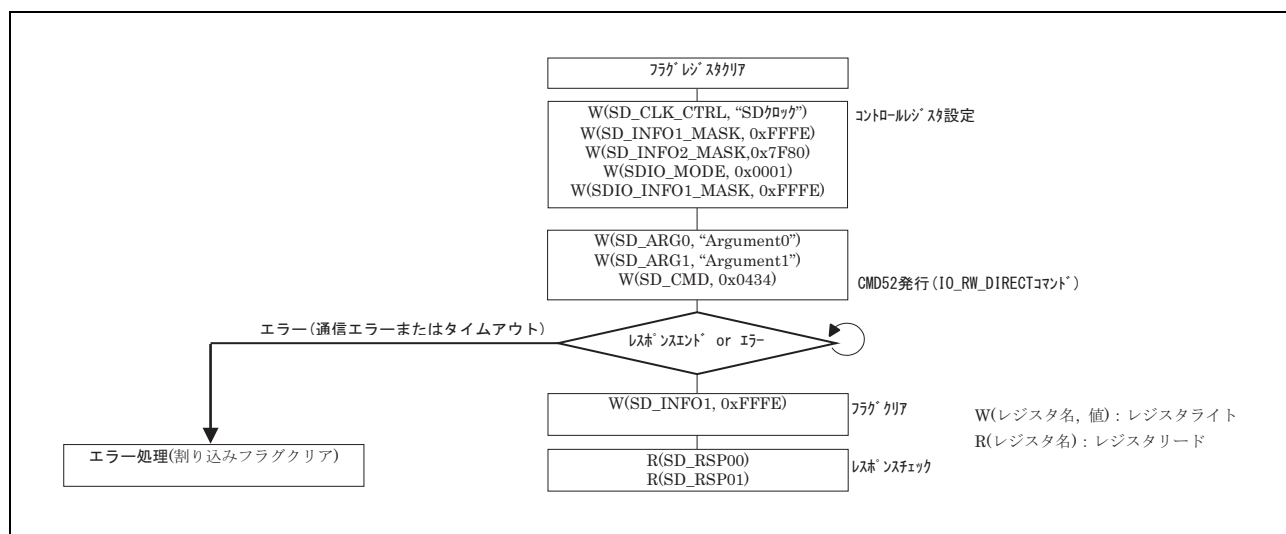 ﾌﾗｸﾞﾚｼﾞｽﾀｸﾘｱ
W(SD_CLK_CTRL, “SDｸﾛｯｸ”)
W(SD_INFO1_MASK, 0xFFFE)
W(SD_INFO2_MASK,0x7F80)
W(SDIO_MODE, 0x0001)
W(SDIO_INFO1_MASK, 0xFFFE)
ｺﾝﾄﾛｰﾙﾚｼﾞｽﾀ設定
W(SD_ARG0, “Argument0”)
W(SD_ARG1, “Argument1”)
W(SD_CMD, 0x0434)
CMD52発行(IO_RW_DIRECTｺﾏﾝﾄﾞ)
エラー(通信エラーまたはタイムアウト)
ﾚｽﾎﾟﾝｽｴﾝﾄﾞ or ｴﾗｰ
W(SD_INFO1, 0xFFFE)
ﾌﾗｸﾞｸﾘｱ
W(レジスタ名, 値) : レジスタライト
R(レジスタ名) : レジスタリード
エラー処理(割り込みフラグクリア)
R(SD_RSP00)
R(SD_RSP01)
ﾚｽﾎﾟﾝｽﾁｪｯｸ